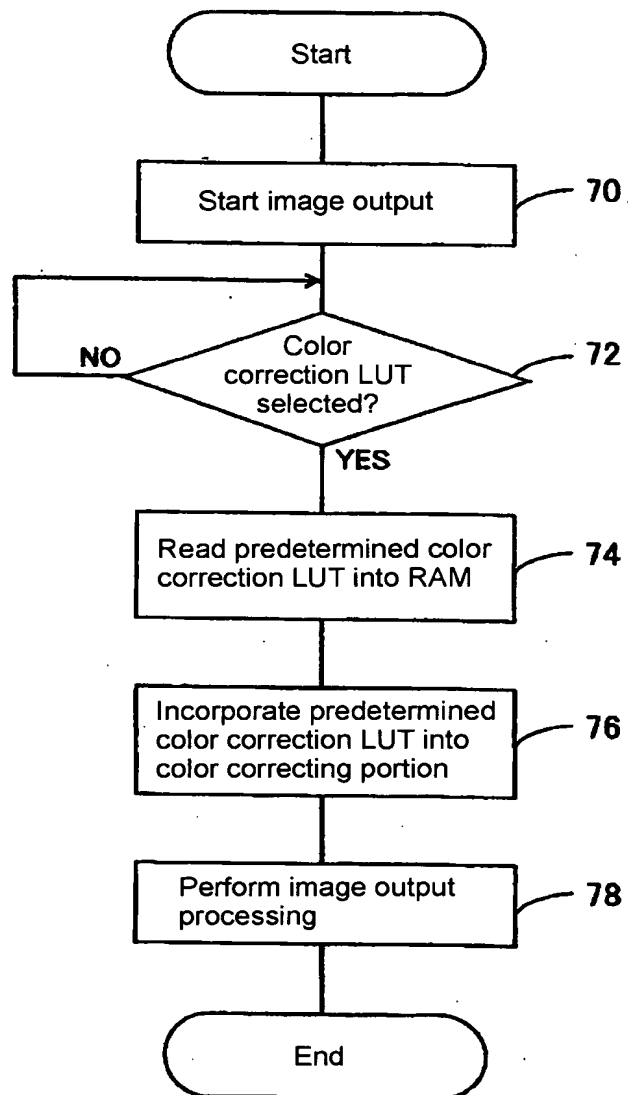 Start
Start image output
70
Color
correction LUT
selected?
72
NO
YES
Read predetermined color
correction LUT into RAM
74
Incorporate predetermined
color correction LUT into
color correcting portion
76
Perform image output
processing
78
End